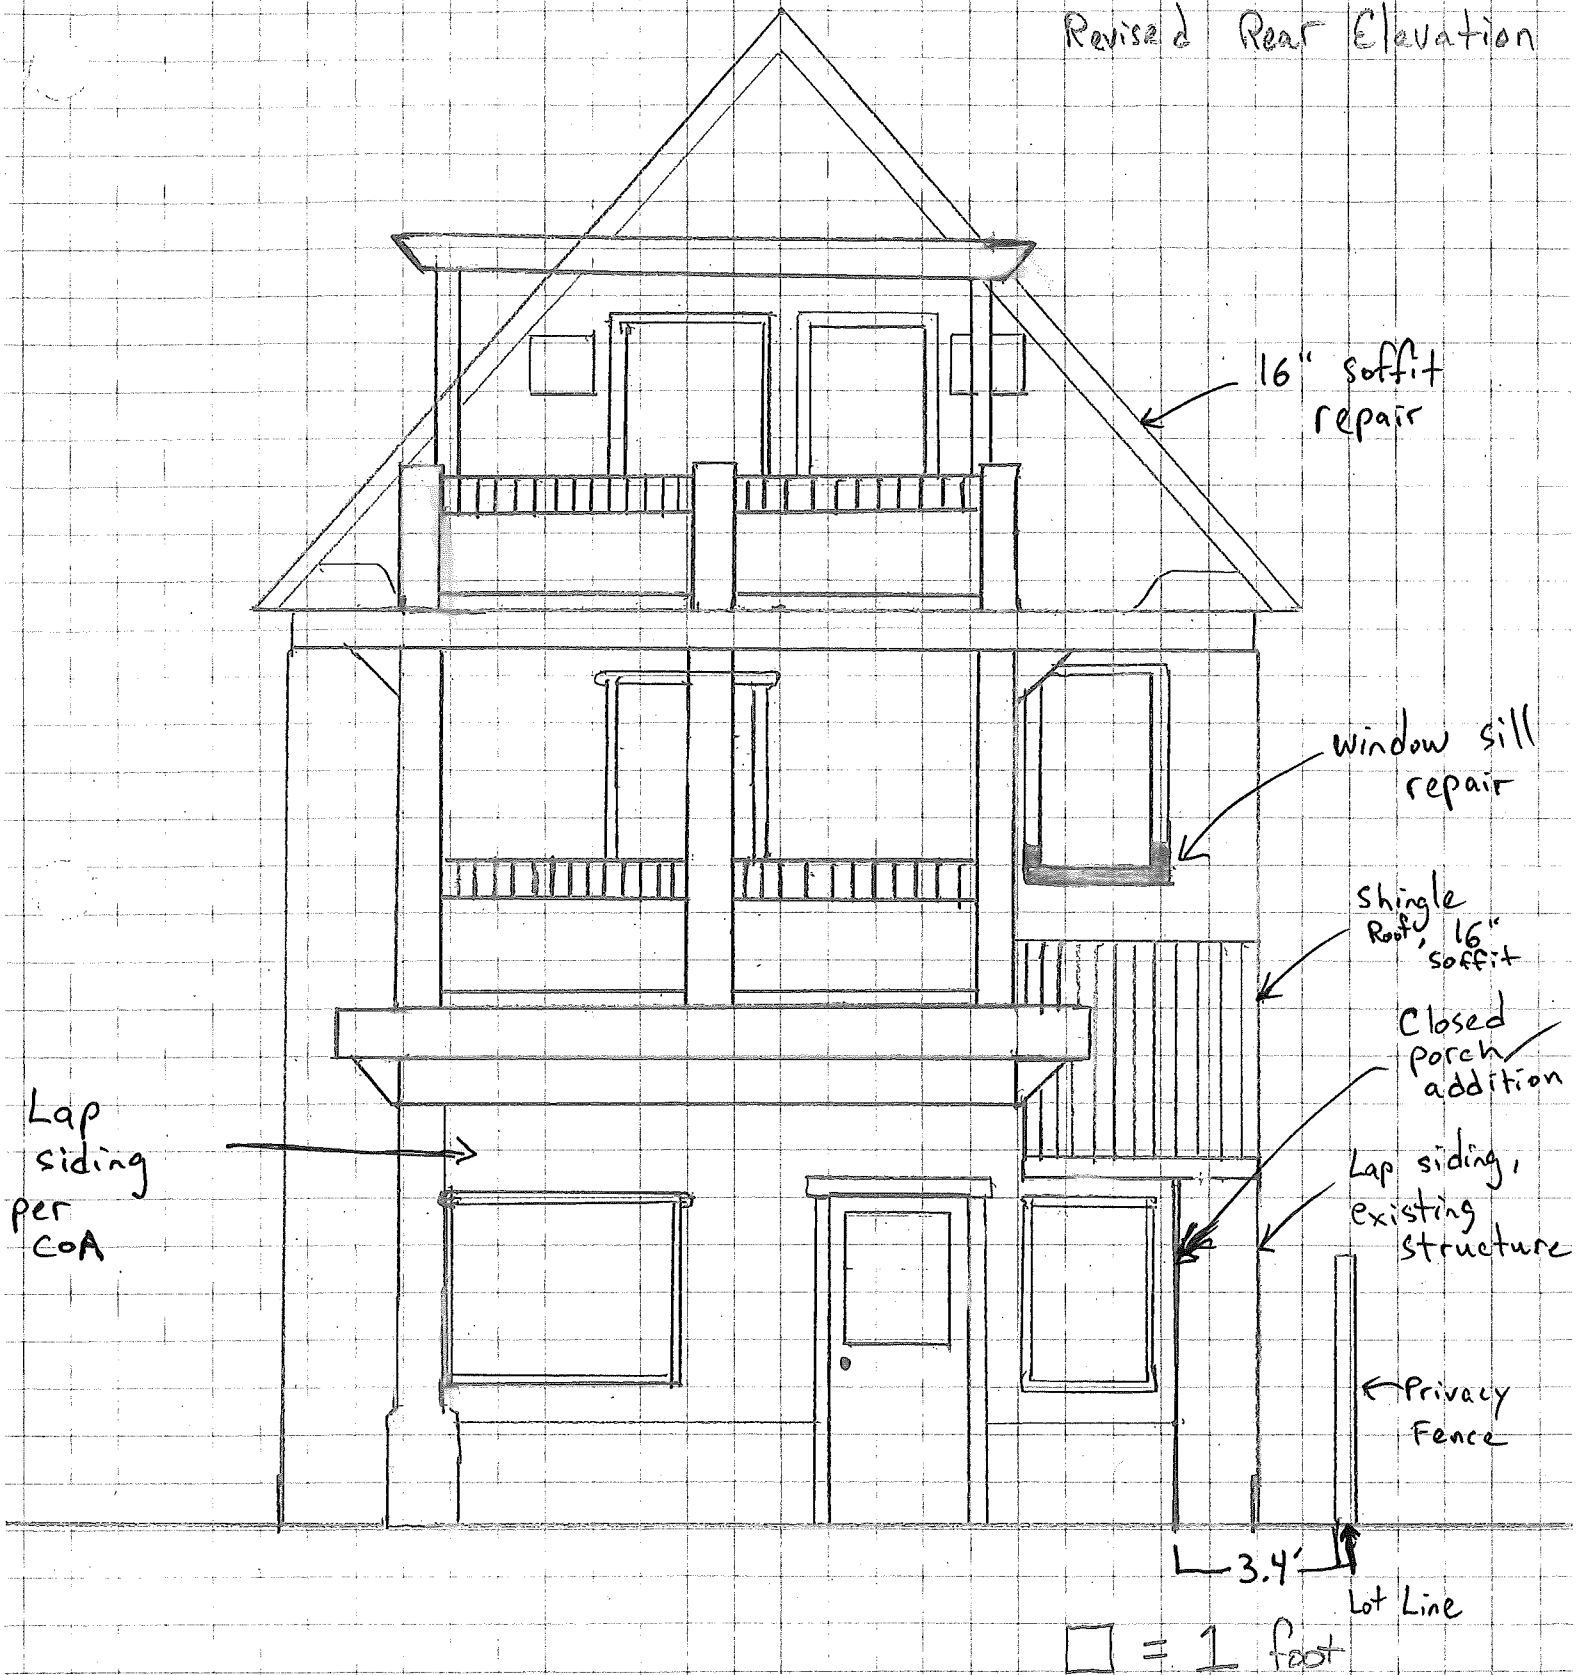 Revised Rear Elevation
16" soffit
repair
window sill
repair
Shingle
Roof, 16"
soffit
Closed
porch
addition
Lap
siding
per
COA
Lap siding,
existing
structure
Privacy
Fence
3.4'
Lot Line
= 1 foot